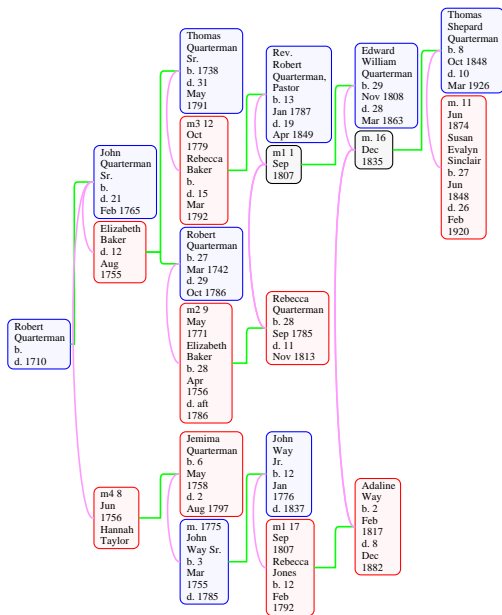 Robert
Quarterman
b.
d. 1710
John
Quarterman
Sr.
b.
d. 21
Feb 1765
Elizabeth
Baker
d. 12
Aug
1755
m4 8
Jun
1756
Hannah
Taylor
Thomas
Quarterman
Sr.
b. 1738
d. 31
May
1791
m3 12
Oct
1779
Rebecca
Baker
b.
d. 15
Mar
1792
Robert
Quarterman
b. 27
Mar 1742
d. 29
Oct 1786
m2 9
May
1771
Elizabeth
Baker
b. 28
Apr
1756
d. aft
1786
Jemima
Quarterman
b. 6
May
1758
d. 2
Aug 1797
m. 1775
John
Way Sr.
b. 3
Mar
1755
d. 1785
Rev.
Robert
Quarterman,
Pastor
b. 13
Jan 1787
d. 19
Apr 1849
m1 1
Sep
1807
Rebecca
Quarterman
b. 28
Sep 1785
d. 11
Nov 1813
John
Way
Jr.
b. 12
Jan
1776
d. 1837
m1 17
Sep
1807
Rebecca
Jones
b. 12
Feb
1792
Edward
William
Quarterman
b. 29
Nov 1808
d. 28
Mar 1863
m. 16
Dec
1835
Adaline
Way
b. 2
Feb
1817
d. 8
Dec
1882
Thomas
Shepard
Quarterman
b. 8
Oct 1848
d. 10
Mar 1926
m. 11
Jun
1874
Susan
Evalyn
Sinclair
b. 27
Jun
1848
d. 26
Feb
1920